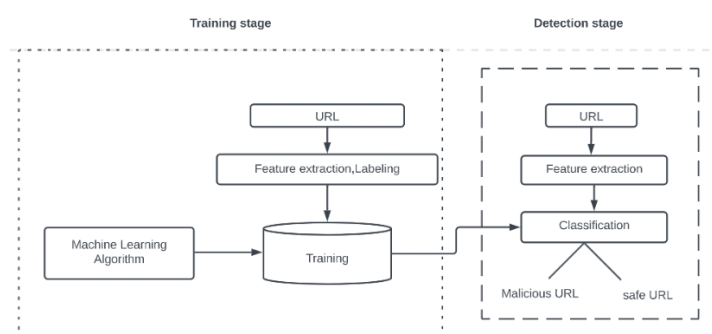 Training stage
Detection stage
URL
Feature extraction,Labeling
Machine Learning
Algorithm
Training
URL
Feature extraction
Classification
Malicious URL
safe URL